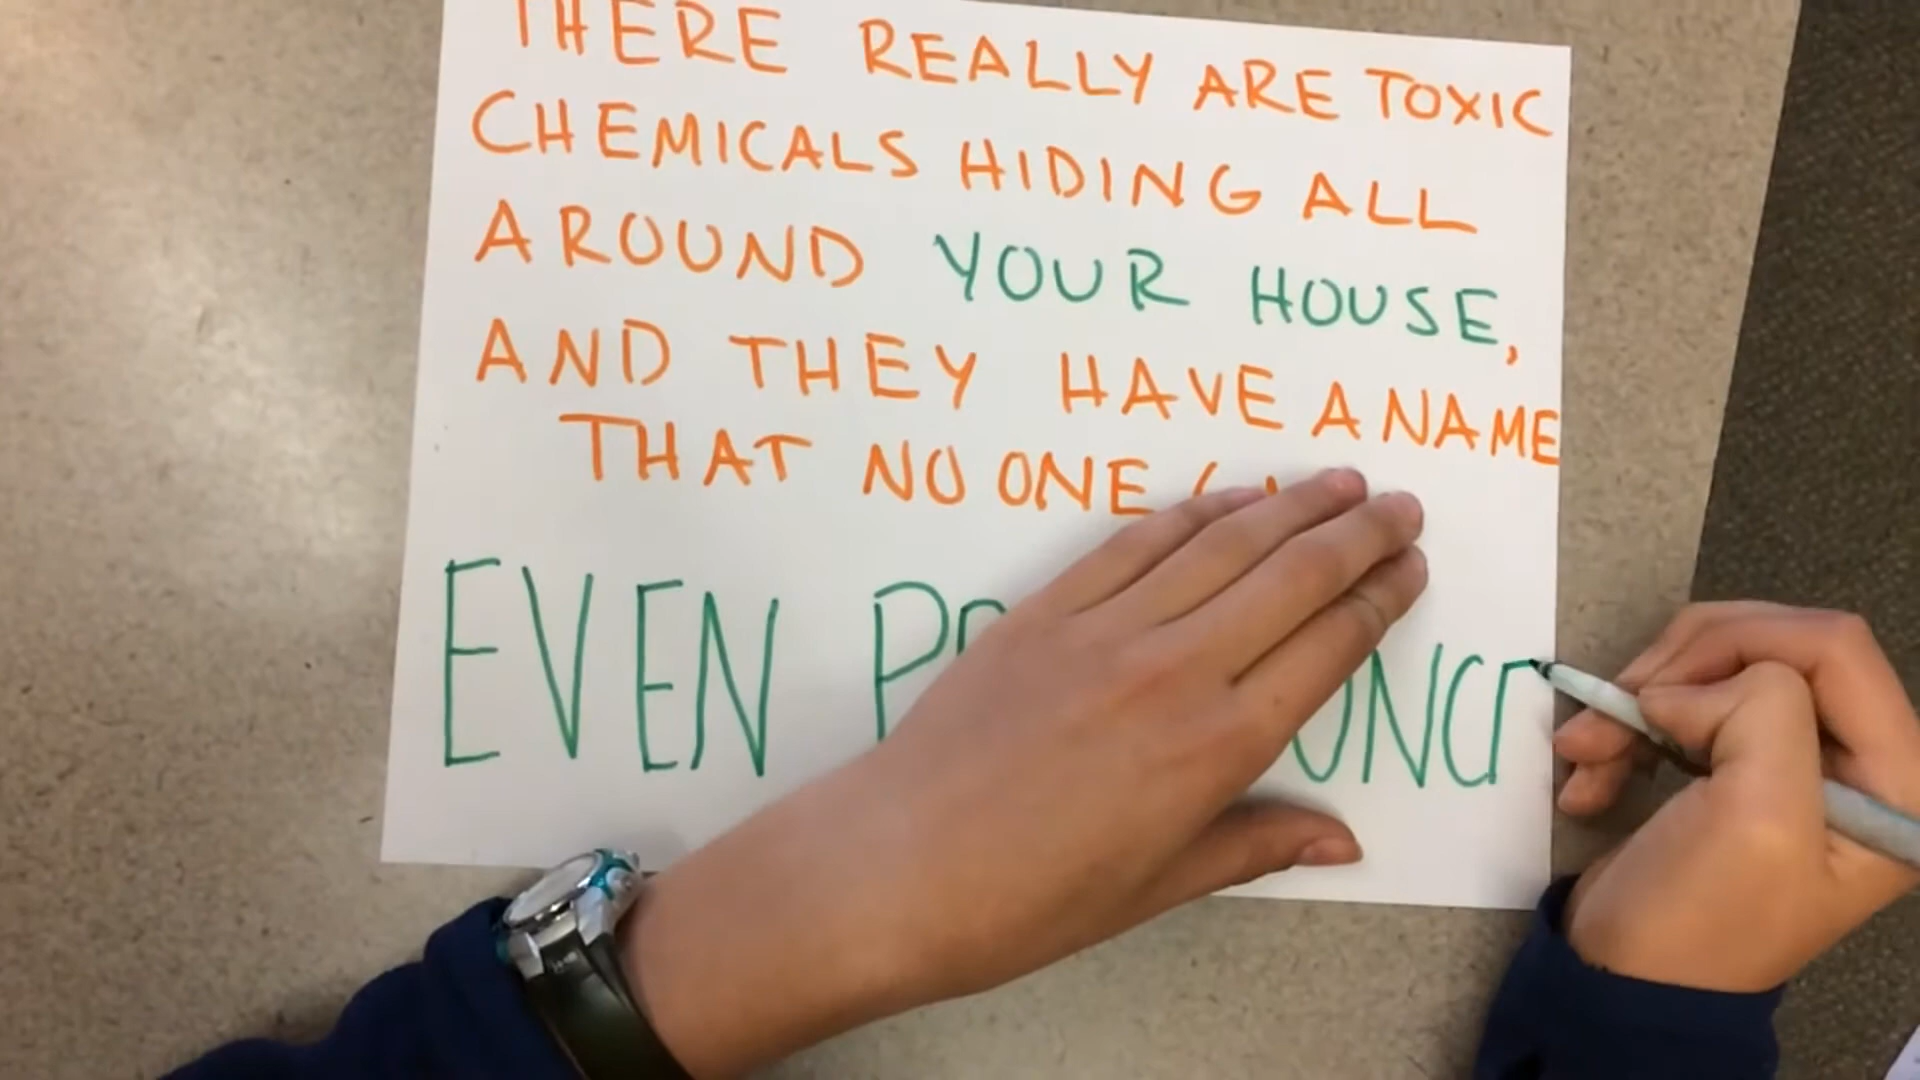 THERE REALLY ARE TOXIC
CHEMICALS HIDING ALL
AROUND YOUR HOUSE,
AND THEY HAVE A NAME
THAT NO ONE
EVEN